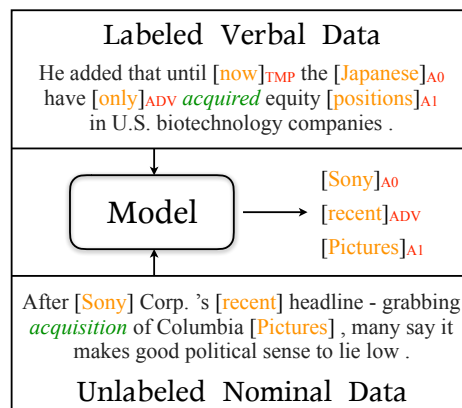 Labeled Verbal Data
He added that until [now]TMP the [Japanese]A0
have [only]ADV acquired equity [positions]A1
in U.S. biotechnology companies .
Model
[Sony]A0
[recent]ADV
[Pictures]A1
After [Sony] Corp. ’s [recent] headline - grabbing
acquisition of Columbia [Pictures] , many say it
makes good political sense to lie low .
Unlabeled Nominal Data